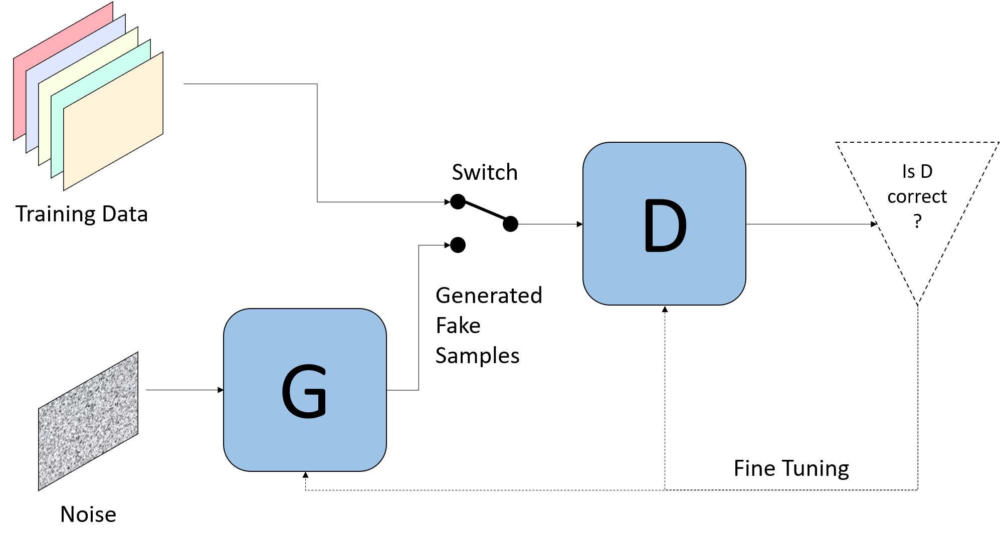 Training Data
Switch
D
Is D
correct
?
Generated
Fake
Samples
G
Fine Tuning
Noise